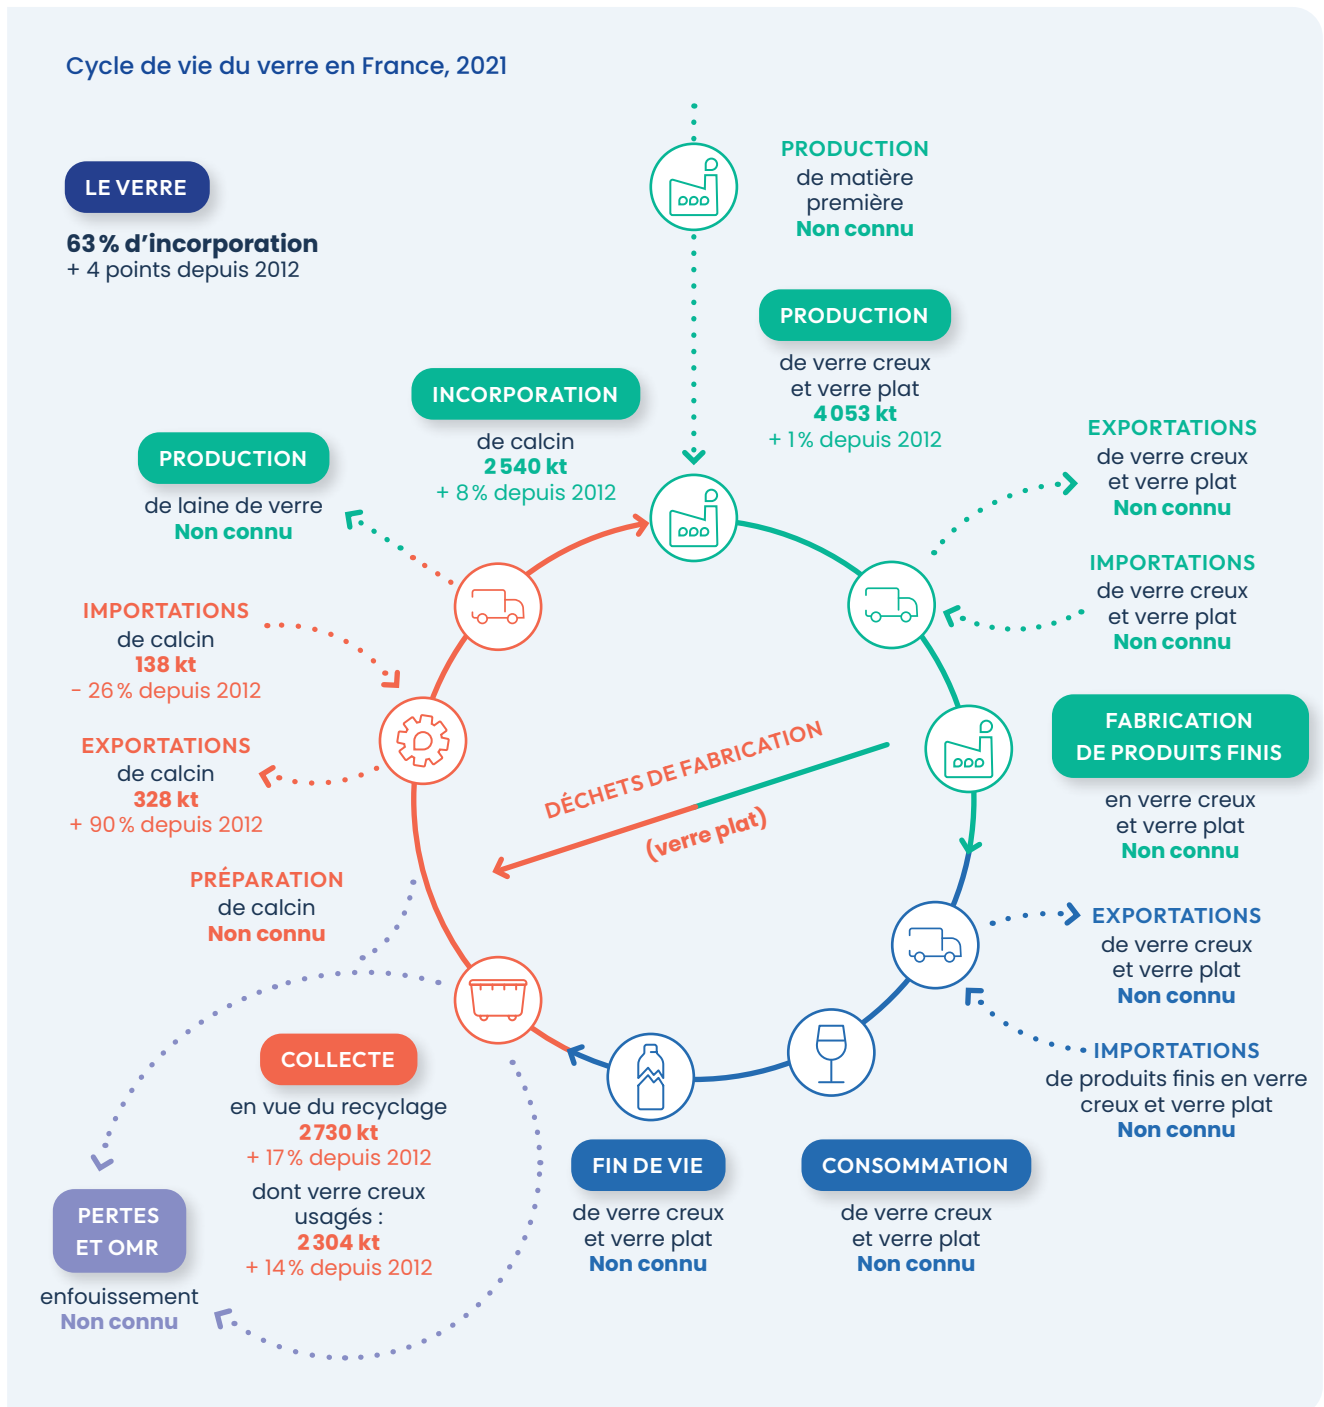 Cycle de vie du verre en France, 2021
LE VERRE
63 % d’incorporation
+ 4 points depuis 2012
PRODUCTION
de matière
première
Non connu
PRODUCTION
de verre creux
et verre plat
4 053 kt
+ 1 % depuis 2012
INCORPORATION
de calcin
2 540 kt
+ 8 % depuis 2012
PRODUCTION
de laine de verre
Non connu
EXPORTATIONS
de verre creux
et verre plat
Non connu
IMPORTATIONS
de verre creux
et verre plat
Non connu
IMPORTATIONS
de calcin
138 kt
- 26 % depuis 2012
EXPORTATIONS
de calcin
328 kt
+ 90 % depuis 2012
DÉCHETS DE FABRICATION
(verre plat)
FABRICATION
DE PRODUITS FINIS
en verre creux
et verre plat
Non connu
PRÉPARATION
de calcin
Non connu
EXPORTATIONS
de verre creux
et verre plat
Non connu
IMPORTATIONS
de produits finis en verre
creux et verre plat
Non connu
COLLECTE
en vue du recyclage
2 730 kt
+ 17 % depuis 2012
dont verre creux
usagés :
2 304 kt
+ 14 % depuis 2012
FIN DE VIE
de verre creux
et verre plat
Non connu
CONSOMMATION
de verre creux
et verre plat
Non connu
PERTES
ET OMR
enfouissement
Non connu